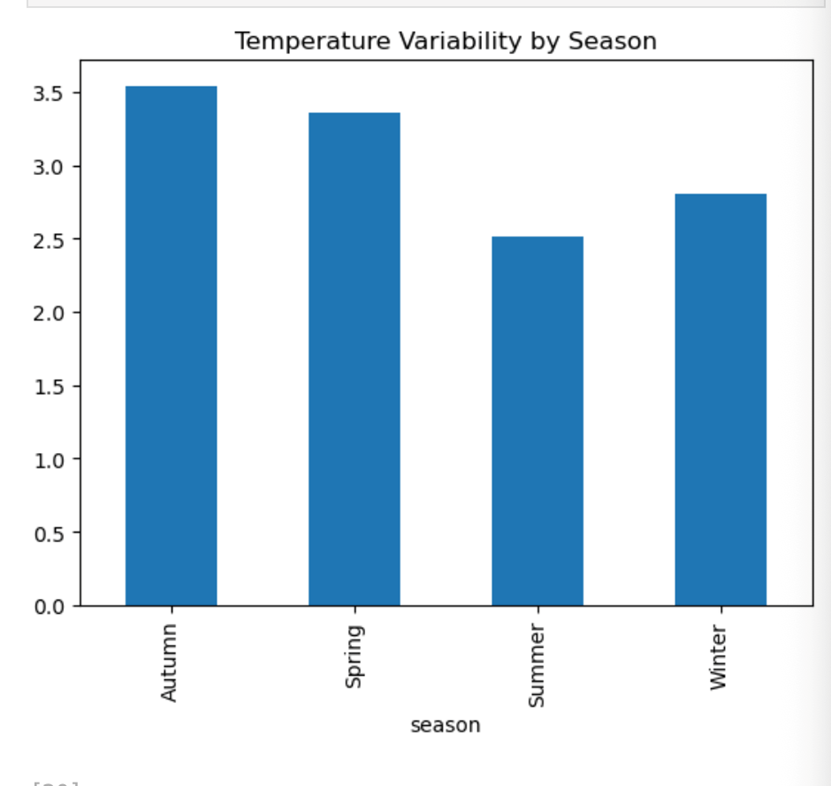 Temperature Variability by Season
3.5
3.0
2.5
2.0
1.5
1.0
0.5
0.0
Autumn
Spring
Summer
Winter
season